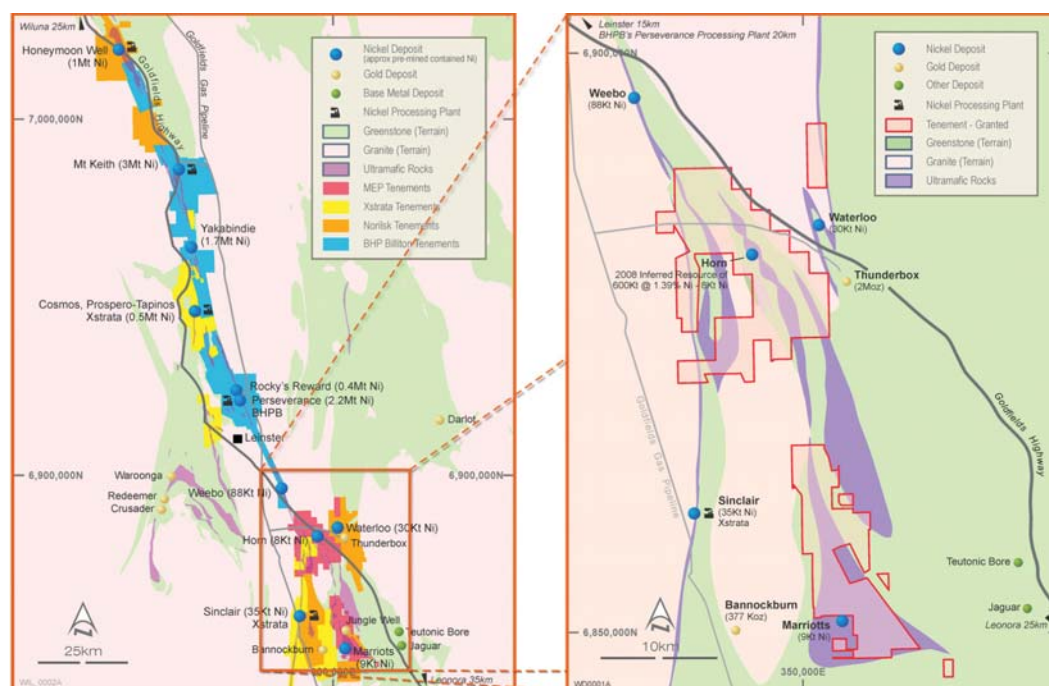 Wiluna 25km
Honeymoon Well
(1Mt Ni)
Goldfields Highway
Goldfields Gas Pipeline
7,000,000N
Mt Keith (3Mt Ni)
Yakabindie
(1.7Mt Ni)
Cosmos, Prospero-Tapinos
Xstrata (0.5Mt Ni)
Rocky's Reward (0.4Mt Ni)
Perseverance (2.2Mt Ni)
BHPB
Leinster
Darlot
6,900,000N
Waroonga
Redeemer
Crusader
Weebo (88Kt Ni)
Waterloo (30Kt Ni)
Thunderbox
Horn (8Kt Ni)
Sinclair (35Kt Ni)
Xstrata
Jungle Well
Teutonic Bore
Jaguar
Bannockburn
Marriots
(9Kt Ni)
25km
Leonora 35km
WIL_0002A
Nickel Deposit
(approx pre-mined contained Ni)
Gold Deposit
Base Metal Deposit
Nickel Processing Plant
Greenstone (Terrain)
Granite (Terrain)
Ultramafic Rocks
MEP Tenements
Xstrata Tenements
Norilsk Tenements
BHP Billiton Tenements
Leinster 15km
BHPB's Perseverance Processing Plant 20km
6,900,000N
Weebo
(88Kt Ni)
Nickel Deposit
Gold Deposit
Other Deposit
Nickel Processing Plant
Tenement - Granted
Greenstone (Terrain)
Granite (Terrain)
Ultramafic Rocks
Waterloo
(30Kt Ni)
Horn
2008 Inferred Resource of
600Kt @ 1.39% Ni - 8Kt Ni
Thunderbox
(2Moz)
Goldfields Highway
Goldfields Gas Pipeline
Sinclair
(35Kt Ni)
Xstrata
Teutonic Bore
Bannockburn
(377 Koz)
Marriotts
(9Kt Ni)
Jaguar
Leonora 25km
6,850,000N
10km
350,000E